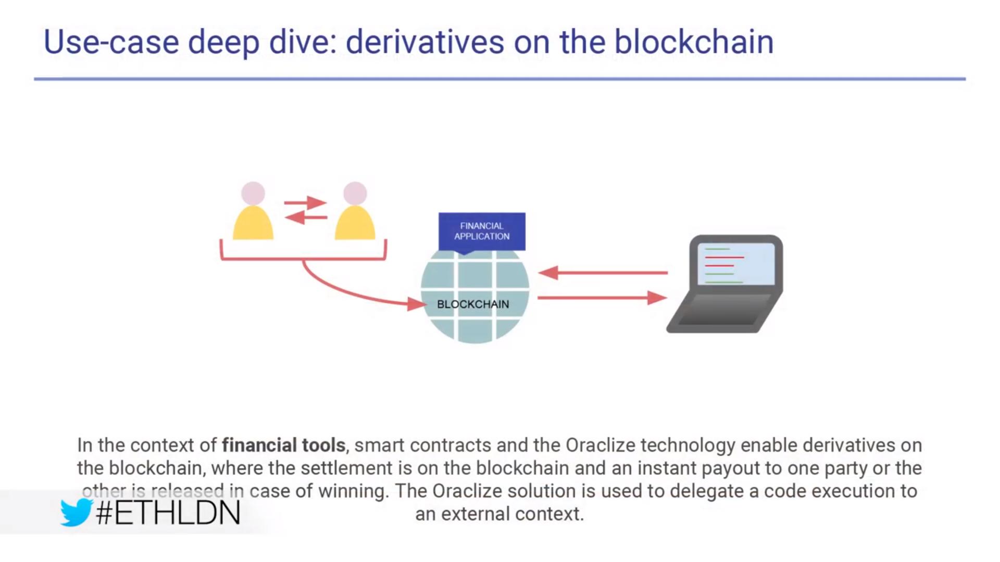 Use-case deep dive: derivatives on the blockchain
FINANCIAL
APPLICATION
BLOCKCHAIN
In the context of financial tools, smart contracts and the Oraclize technology enable derivatives on
the blockchain, where the settlement is on the blockchain and an instant payout to one party or the
other is released in case of winning. The Oraclize solution is used to delegate a code execution to
an external context.
#ETHLDN